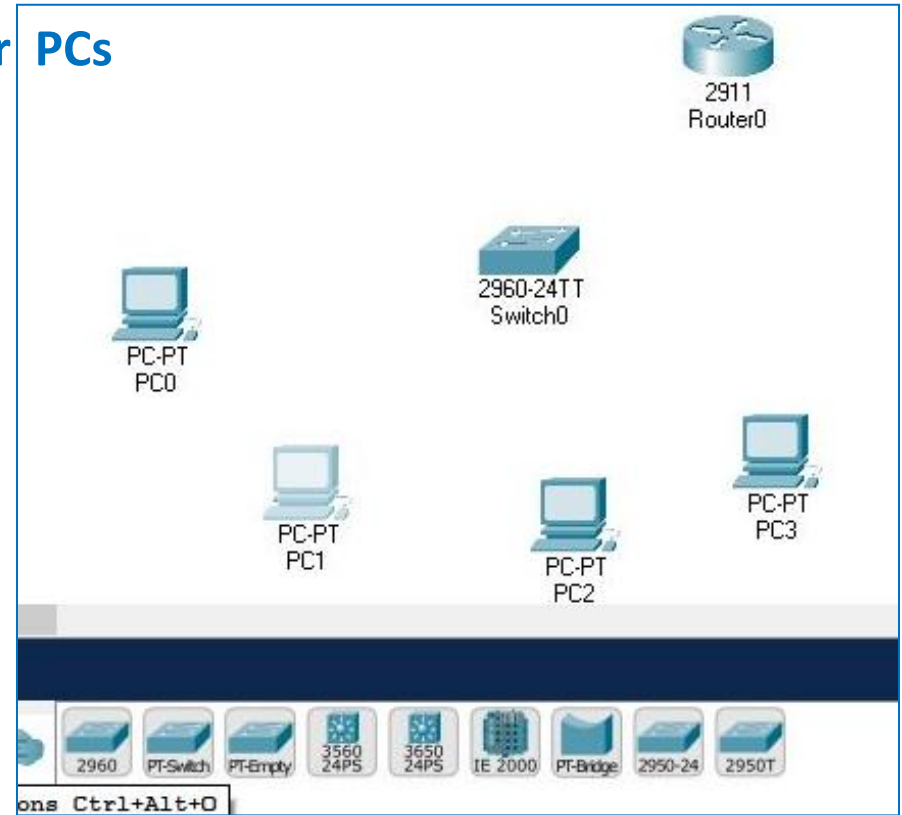 r PCs
2911
Router0
2960-24TT
Switch0
PC-PT
PC0
PC-PT
PC1
PC-PT
PC2
PC-PT
PC3
2960
PT-Switch
PT-Empty
3560
24PS
3650
24PS
IE 2000
PT-Bridge
2950-24
2950T
ons Ctrl+Alt+O